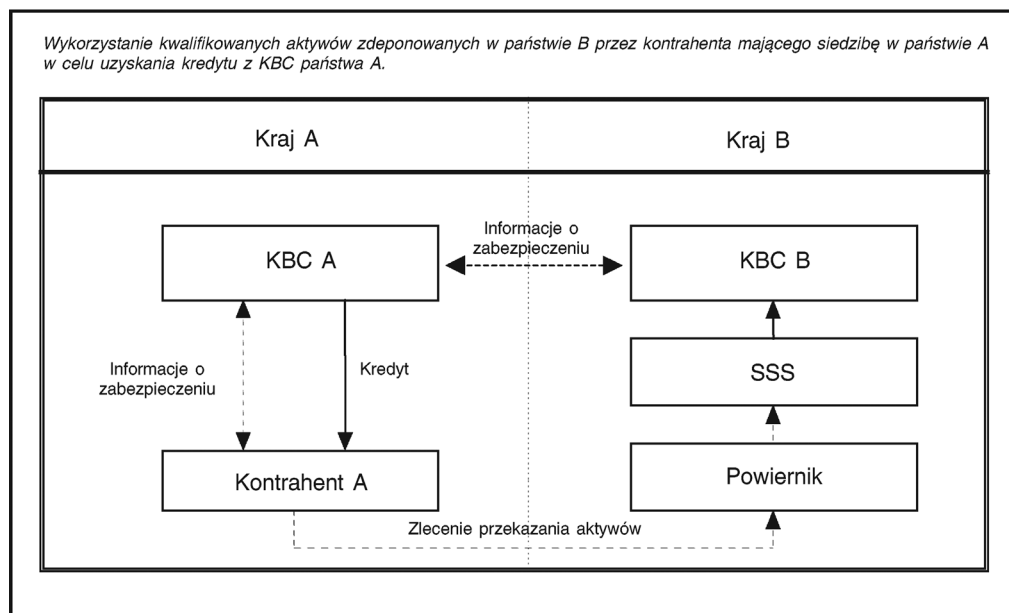 Wykorzystanie kwalifikowanych aktywów zdeponowanych w państwie B przez kontrahenta mającego siedzibę w państwie A
w celu uzyskania kredytu z KBC państwa A.
Kraj A
Kraj B
Informacje o
zabezpieczeniu
KBC A
KBC B
Informacje o
zabezpieczeniu
Kredyt
SSS
Kontrahent A
Powiernik
Zlecenie przekazania aktywów